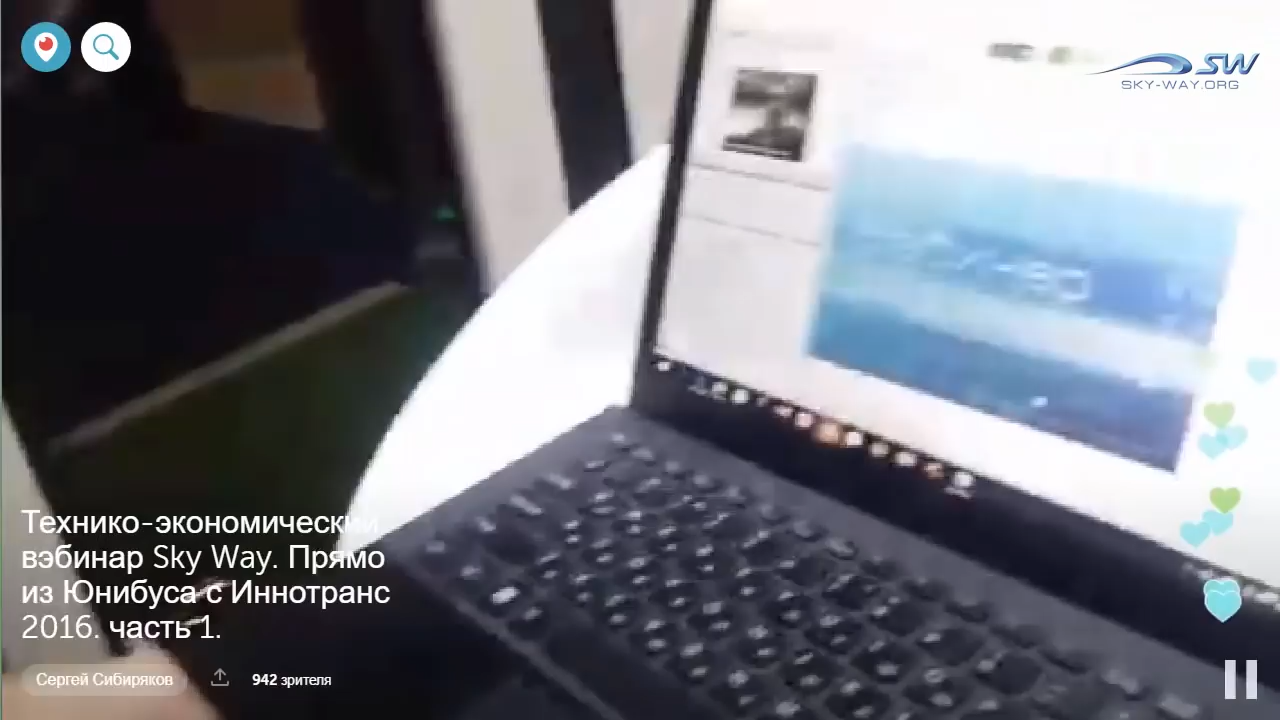 SW
SKY-WAY.ORG
Технико-экономический
вэбинар Sky Way. Прямо
из Юнибуса с Иннотранс
2016. часть 1.
Сергей Сибиряков
942 зрителя